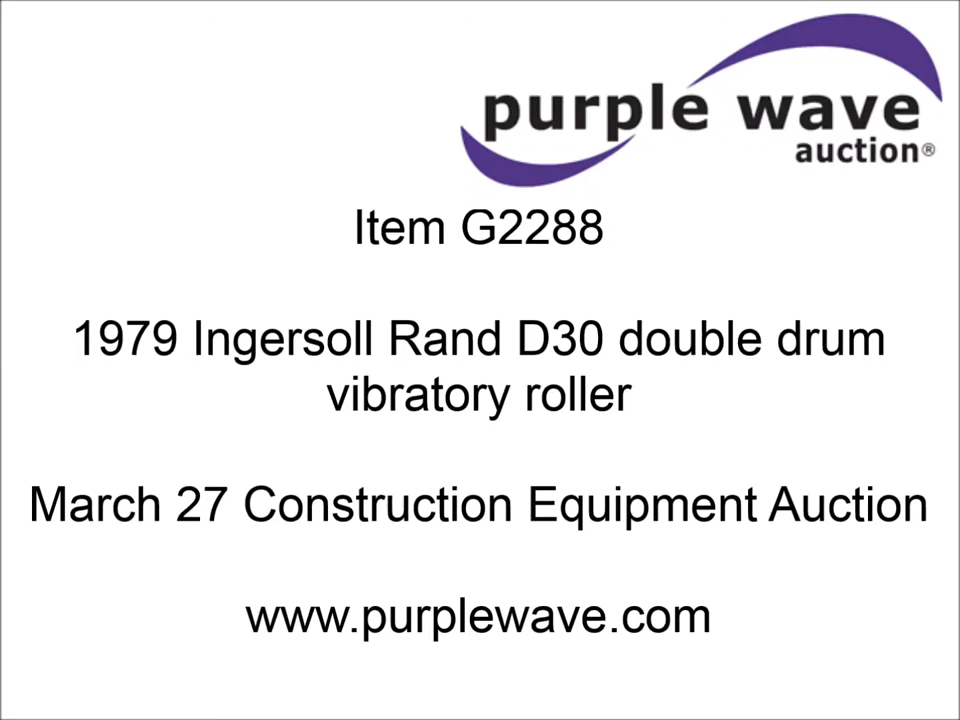 purple wave
auction®
Item G2288
1979 Ingersoll Rand D30 double drum
vibratory roller
March 27 Construction Equipment Auction
www.purplewave.com